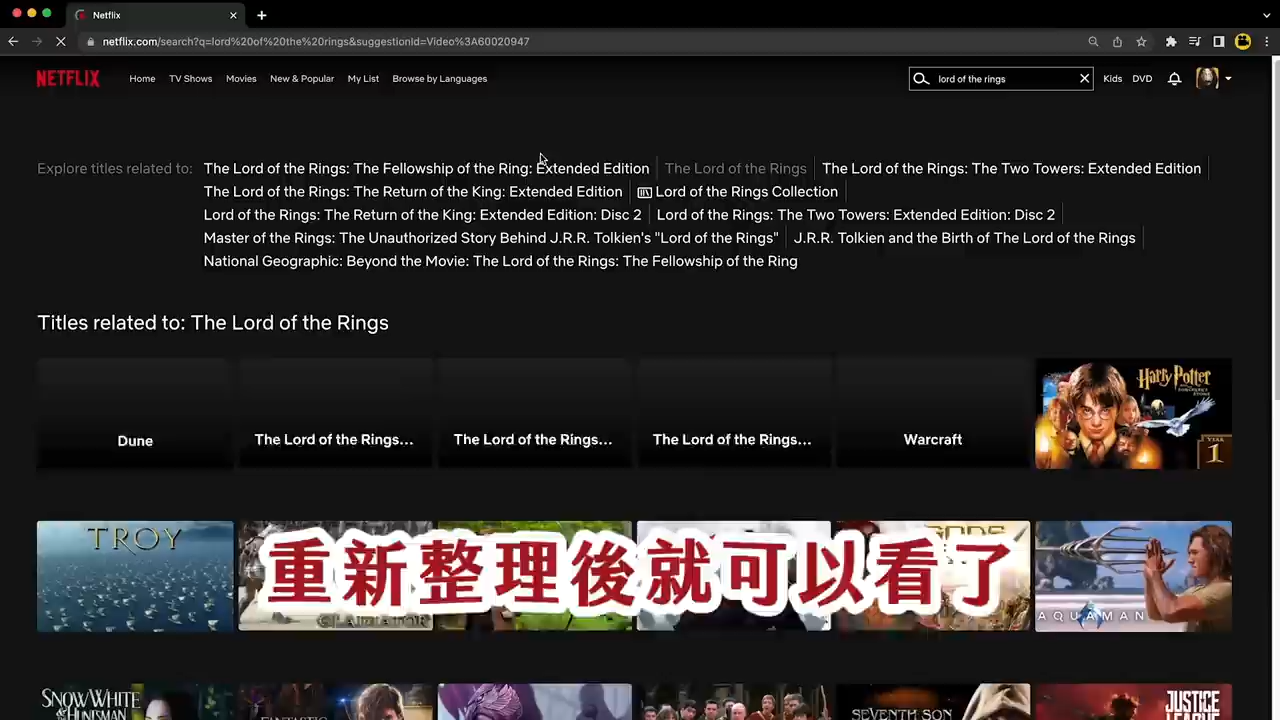 Netflix
netflix.com/search?q=lord%20of%20the%20rings&suggestionId=Video%3A60020947
NETFLIX Home TV Shows Movies New & Popular My List Browse by Languages lord of the rings Kids DVD
Explore titles related to: The Lord of the Rings: The Fellowship of the Ring: Extended Edition The Lord of the Rings The Lord of the Rings: The Two Towers: Extended Edition
The Lord of the Rings: The Return of the King: Extended Edition Lord of the Rings Collection
Lord of the Rings: The Return of the King: Extended Edition: Disc 2 Lord of the Rings: The Two Towers: Extended Edition: Disc 2
Master of the Rings: The Unauthorized Story Behind J.R.R. Tolkien's "Lord of the Rings" J.R.R. Tolkien and the Birth of The Lord of the Rings
National Geographic: Beyond the Movie: The Lord of the Rings: The Fellowship of the Ring
Titles related to: The Lord of the Rings
Dune The Lord of the Rings... The Lord of the Rings... The Lord of the Rings... Warcraft Harry Potter YEAR 1
TROY GLADIATOR GODS AQUAMAN
重新整理後就可以看了
SNOW WHITE & THE HUNTSMAN FANTASTIC SEVENTH SON JUSTICE LEAGUE